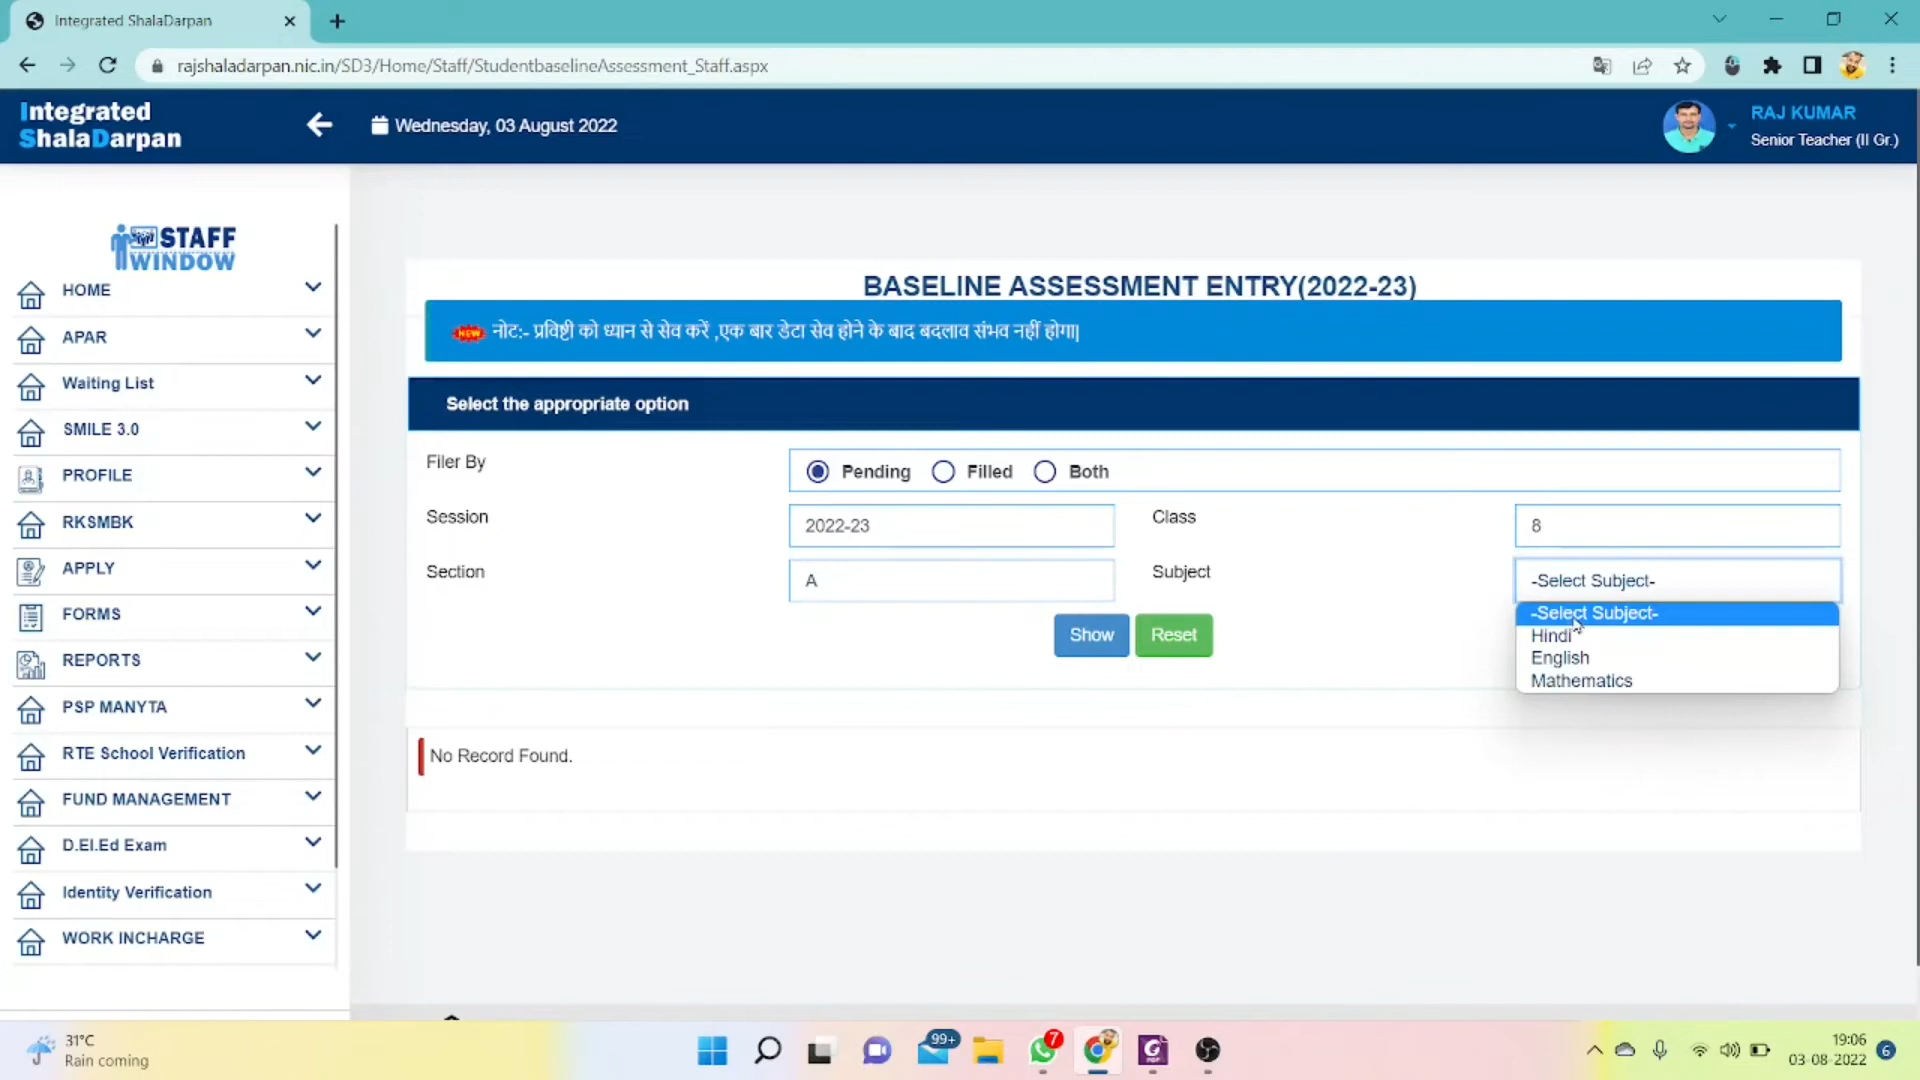 Integrated ShalaDarpan
rajshaladarpan.nic.in/SD3/Home/Staff/StudentbaselineAssessment_Staff.aspx
Integrated
ShalaDarpan
Wednesday, 03 August 2022
RAJ KUMAR
Senior Teacher (II Gr.)
STAFF
WINDOW
HOME
APAR
Waiting List
SMILE 3.0
PROFILE
RKSMBK
APPLY
FORMS
REPORTS
PSP MANYTA
RTE School Verification
FUND MANAGEMENT
D.El.Ed Exam
Identity Verification
WORK INCHARGE
BASELINE ASSESSMENT ENTRY(2022-23)
NEW नोट:- प्रविष्टी को ध्यान से सेव करें ,एक बार डेटा सेव होने के बाद बदलाव संभव नहीं होगा|
Select the appropriate option
Filer By
Pending Filled Both
Session 2022-23 Class 8
Section A Subject -Select Subject-
-Select Subject-
Hindi
English
Mathematics
Show Reset
No Record Found.
31°C
Rain coming
99+
7
19:06
03-08-2022
6